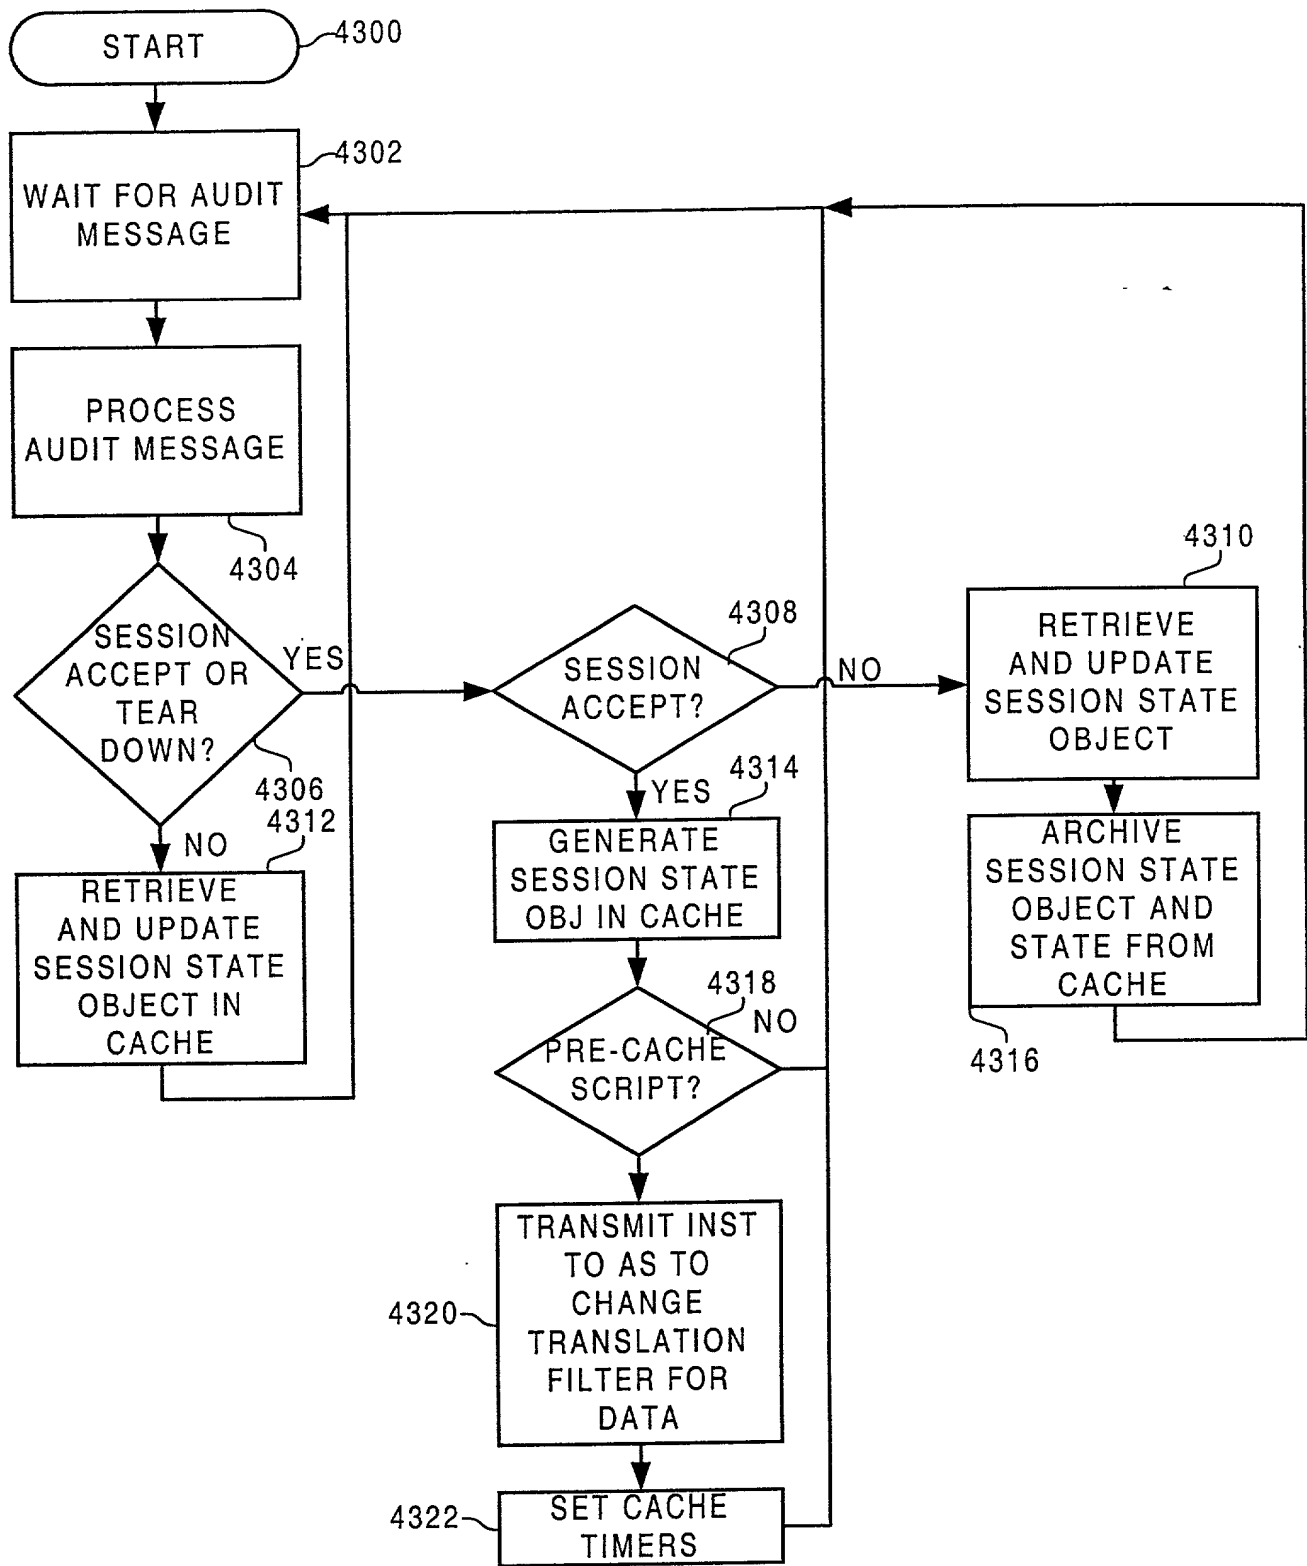 START
4300
4302
WAIT FOR AUDIT
MESSAGE
PROCESS
AUDIT MESSAGE
4304
SESSION
ACCEPT OR
TEAR
DOWN?
YES
4306
4312
NO
RETRIEVE
AND UPDATE
SESSION STATE
OBJECT IN
CACHE
4308
SESSION
ACCEPT?
NO
4310
RETRIEVE
AND UPDATE
SESSION STATE
OBJECT
ARCHIVE
SESSION STATE
OBJECT AND
STATE FROM
CACHE
4316
YES
4314
GENERATE
SESSION STATE
OBJ IN CACHE
4318
NO
PRE-CACHE
SCRIPT?
TRANSMIT INST
TO AS TO
CHANGE
TRANSLATION
FILTER FOR
DATA
4320
SET CACHE
TIMERS
4322